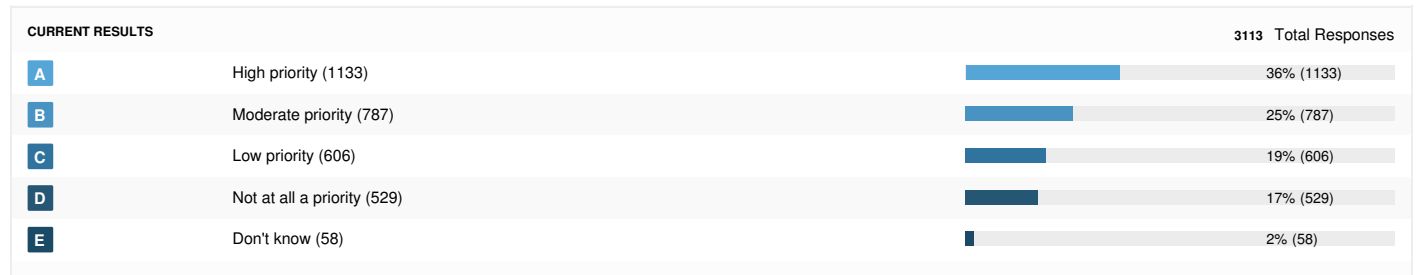 CURRENT RESULTS 3113 Total Responses
A High priority (1133) 36% (1133)
B Moderate priority (787) 25% (787)
C Low priority (606) 19% (606)
D Not at all a priority (529) 17% (529)
E Don't know (58) 2% (58)